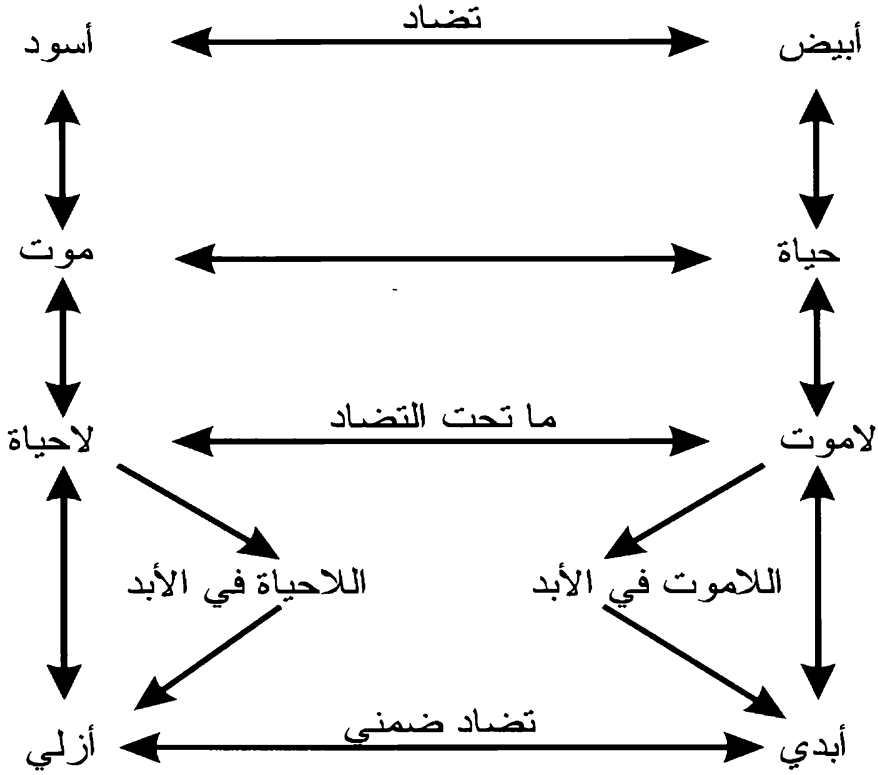 تضاد
أبيض أسود
حياة موت
ما تحت التضاد
لاموت لاحياة
اللاموت في الأبد اللاحياة في الأبد
تضاد ضمني
أبدي أزلي